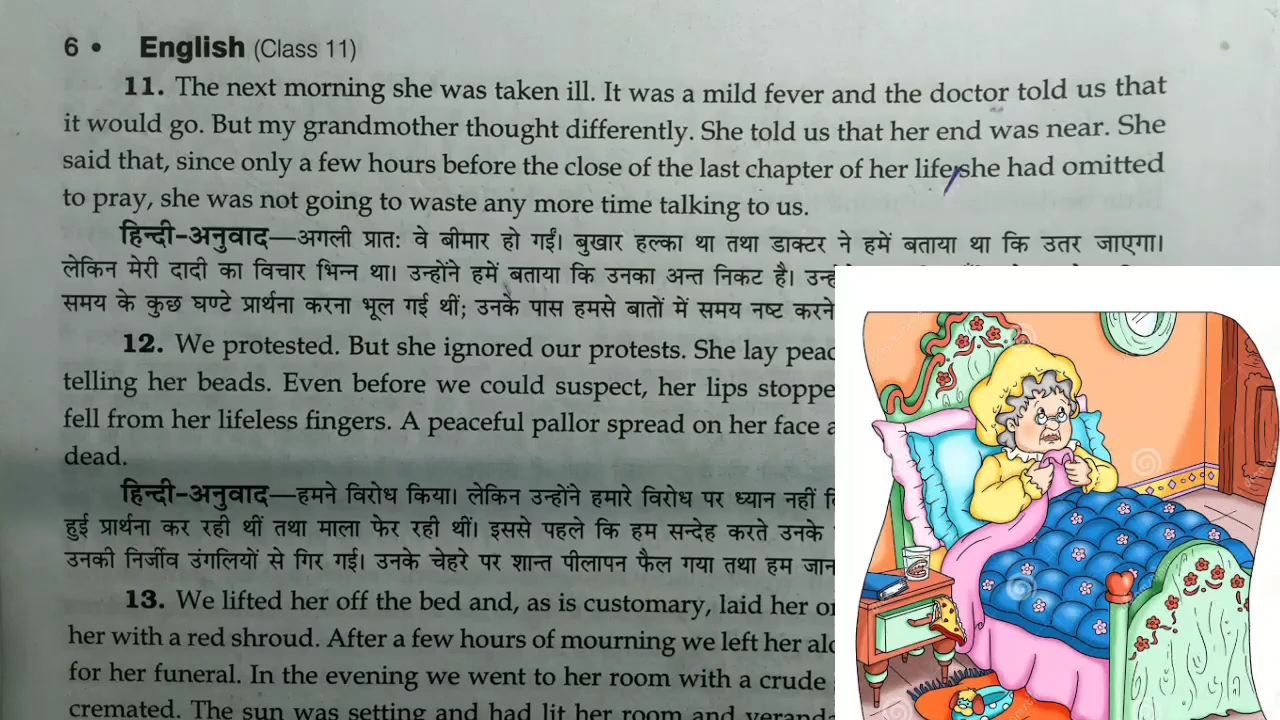 6 • English (Class 11)
11. The next morning she was taken ill. It was a mild fever and the doctor told us that
it would go. But my grandmother thought differently. She told us that her end was near. She
said that, since only a few hours before the close of the last chapter of her life, she had omitted
to pray, she was not going to waste any more time talking to us.
हिन्दी-अनुवाद—अगली प्रातः वे बीमार हो गईं। बुखार हल्का था तथा डाक्टर ने हमें बताया था कि उतर जाएगा।
लेकिन मेरी दादी का विचार भिन्न था। उन्होंने हमें बताया कि उनका अन्त निकट है।
समय के कुछ घण्टे प्रार्थना करना भूल गई थीं; उनके पास हमसे बातों में समय नष्ट करने
12. We protested. But she ignored our protests. She lay
telling her beads. Even before we could suspect, her lips
fell from her lifeless fingers. A peaceful pallor spread on her face
dead.
हिन्दी-अनुवाद—हमने विरोध किया। लेकिन उन्होंने हमारे विरोध पर ध्यान नहीं
हुई प्रार्थना कर रही थीं तथा माला फेर रही थीं। इससे पहले कि हम सन्देह करते उनके
उनकी निर्जीव उंगलियों से गिर गई। उनके चेहरे पर शान्त पीलापन फैल गया तथा हम
13. We lifted her off the bed and, as is customary, laid her
her with a red shroud. After a few hours of mourning we left her
for her funeral. In the evening we went to her room with a crude
cremated. The sun was setting and had lit her room and